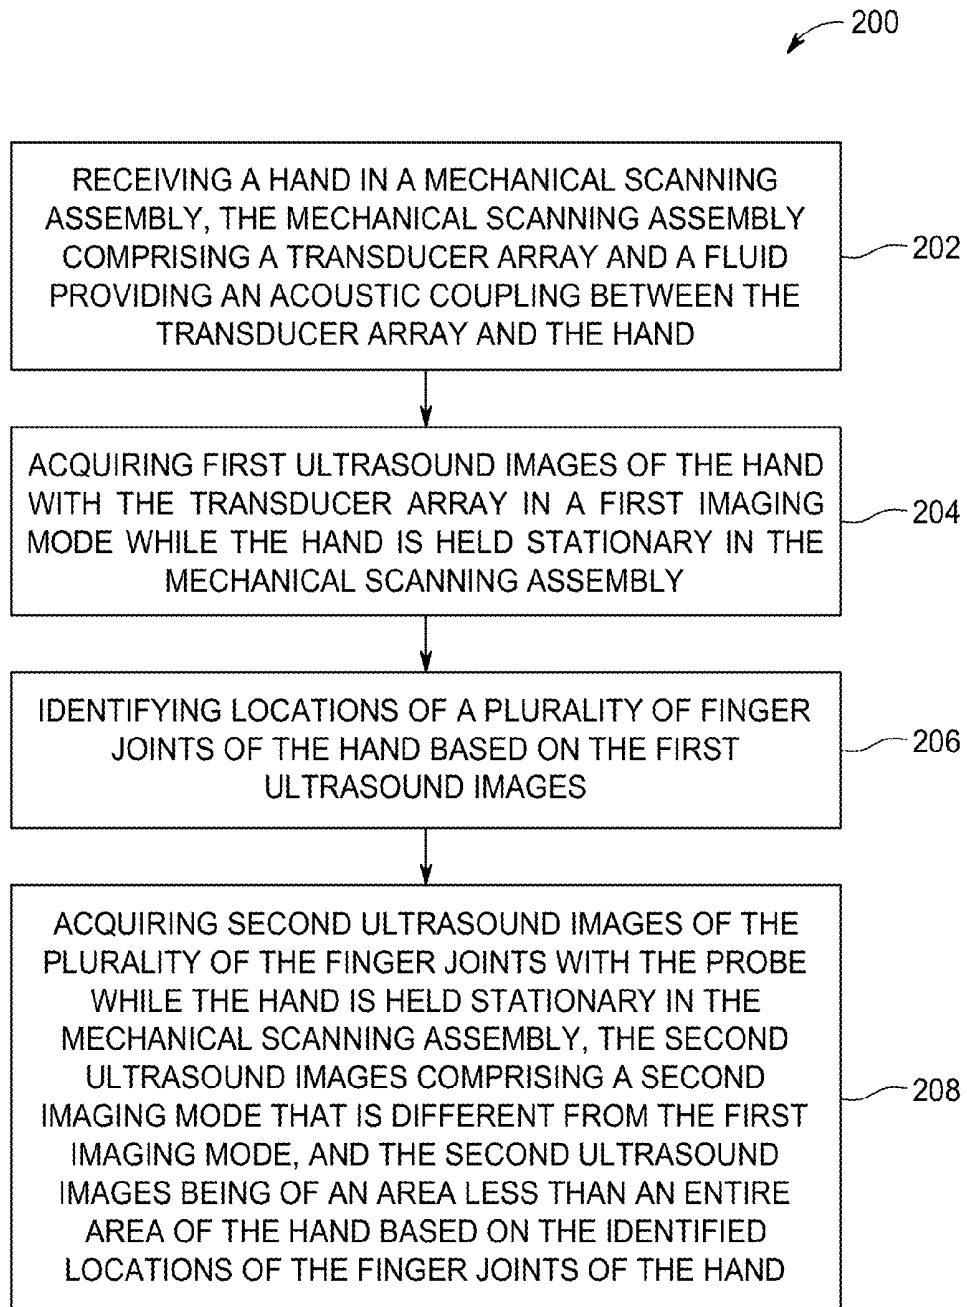 200
RECEIVING A HAND IN A MECHANICAL SCANNING
ASSEMBLY, THE MECHANICAL SCANNING ASSEMBLY
COMPRISING A TRANSDUCER ARRAY AND A FLUID
PROVIDING AN ACOUSTIC COUPLING BETWEEN THE
TRANSDUCER ARRAY AND THE HAND
202
ACQUIRING FIRST ULTRASOUND IMAGES OF THE HAND
WITH THE TRANSDUCER ARRAY IN A FIRST IMAGING
MODE WHILE THE HAND IS HELD STATIONARY IN THE
MECHANICAL SCANNING ASSEMBLY
204
IDENTIFYING LOCATIONS OF A PLURALITY OF FINGER
JOINTS OF THE HAND BASED ON THE FIRST
ULTRASOUND IMAGES
206
ACQUIRING SECOND ULTRASOUND IMAGES OF THE
PLURALITY OF THE FINGER JOINTS WITH THE PROBE
WHILE THE HAND IS HELD STATIONARY IN THE
MECHANICAL SCANNING ASSEMBLY, THE SECOND
ULTRASOUND IMAGES COMPRISING A SECOND
IMAGING MODE THAT IS DIFFERENT FROM THE FIRST
IMAGING MODE, AND THE SECOND ULTRASOUND
IMAGES BEING OF AN AREA LESS THAN AN ENTIRE
AREA OF THE HAND BASED ON THE IDENTIFIED
LOCATIONS OF THE FINGER JOINTS OF THE HAND
208